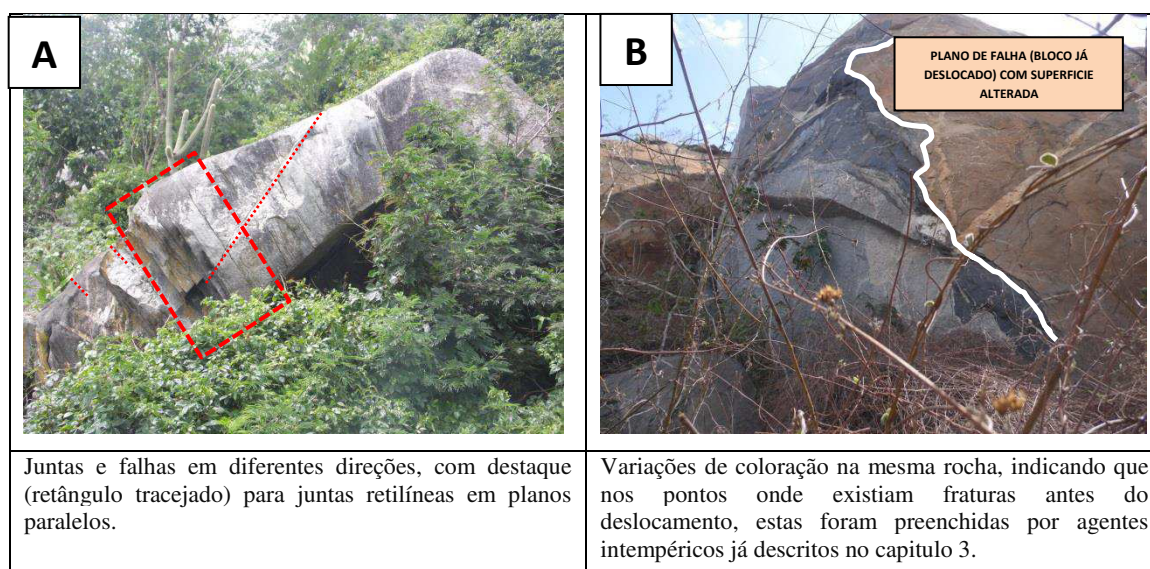 A
B
PLANO DE FALHA (BLOCO JÁ
DESLOCADO) COM SUPERFICIE
ALTERADA
Juntas e falhas em diferentes direções, com destaque
(retângulo tracejado) para juntas retilíneas em planos
paralelos.
Variações de coloração na mesma rocha, indicando que
nos pontos onde existiam fraturas antes do
deslocamento, estas foram preenchidas por agentes
intempéricos já descritos no capitulo 3.